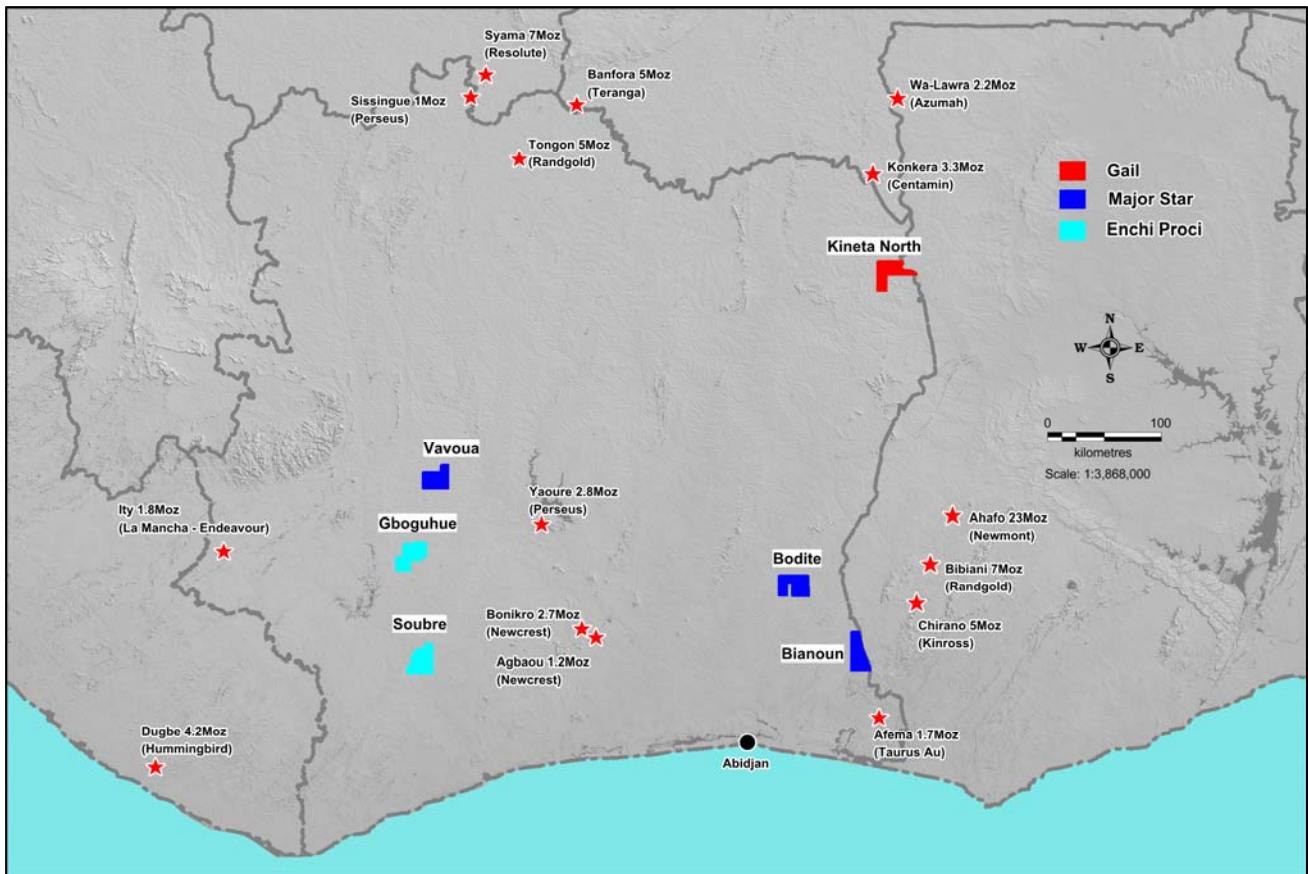 Syama 7Moz
(Resolute)
Banfora 5Moz
(Teranga)
Sissingue 1Moz
(Perseus)
Wa-Lawra 2.2Moz
(Azumah)
Tongon 5Moz
(Randgold)
Konkera 3.3Moz
(Centamin)
Gail
Major Star
Enchi Proci
Kineta North
N
W
E
S
0
100
kilometres
Scale: 1:3,868,000
Vavoua
Yaoure 2.8Moz
(Perseus)
Ity 1.8Moz
(La Mancha - Endeavour)
Gboguhue
Ahafo 23Moz
(Newmont)
Bodite
Bibiani 7Moz
(Randgold)
Bonikro 2.7Moz
(Newcrest)
Soubre
Chirano 5Moz
(Kinross)
Agbaou 1.2Moz
(Newcrest)
Bianoun
Dugbe 4.2Moz
(Hummingbird)
Afema 1.7Moz
(Taurus Au)
Abidjan